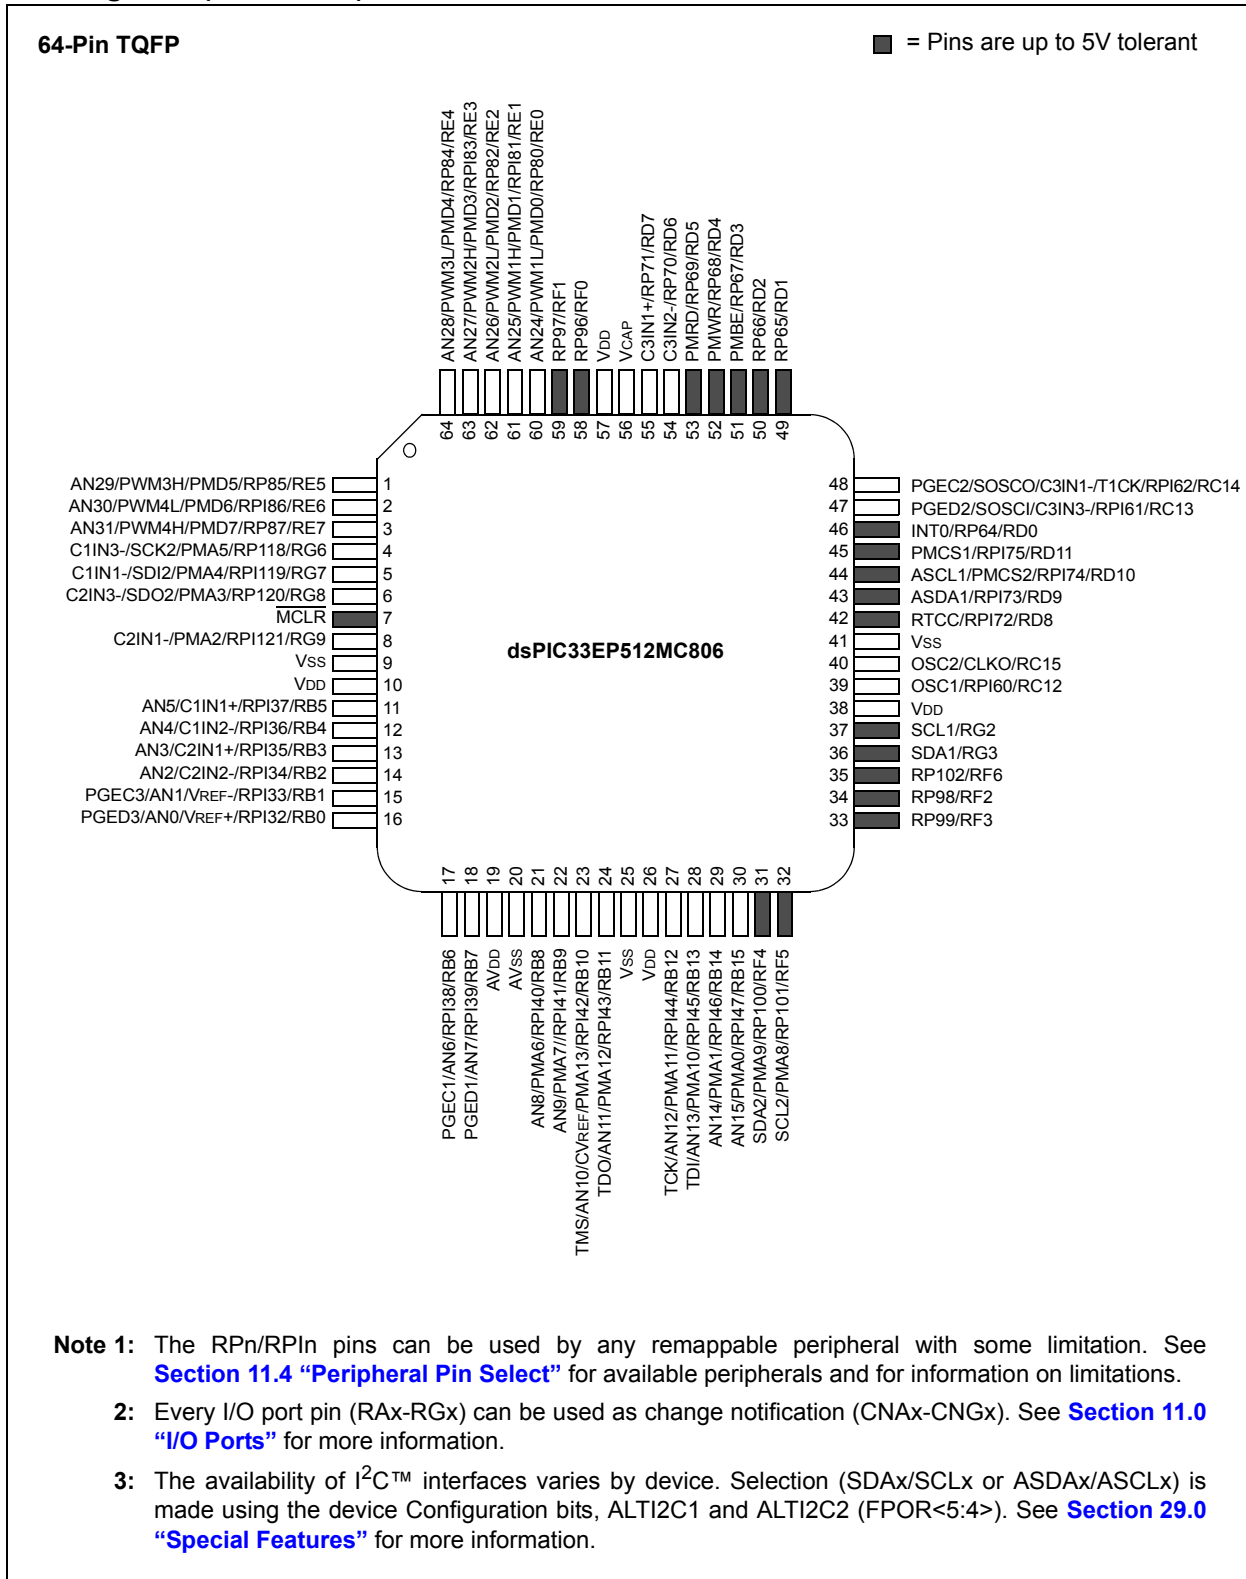 64-Pin TQFP
= Pins are up to 5V tolerant
AN28/PWM3L/PMD4/RP84/RE4
AN27/PWM2H/PMD3/RPI83/RE3
AN26/PWM2L/PMD2/RP82/RE2
AN25/PWM1H/PMD1/RPI81/RE1
AN24/PWM1L/PMD0/RP80/RE0
RP97/RF1
RP96/RF0
VDD
VCAP
C3IN1+/RP71/RD7
C3IN2-/RP70/RD6
PMRD/RP69/RD5
PMWR/RP68/RD4
PMBE/RP67/RD3
RP66/RD2
RP65/RD1
64 63 62 61 60 59 58 57 56 55 54 53 52 51 50 49
AN29/PWM3H/PMD5/RP85/RE5 1
AN30/PWM4L/PMD6/RPI86/RE6 2
AN31/PWM4H/PMD7/RP87/RE7 3
C1IN3-/SCK2/PMA5/RP118/RG6 4
C1IN1-/SDI2/PMA4/RPI119/RG7 5
C2IN3-/SDO2/PMA3/RP120/RG8 6
MCLR 7
C2IN1-/PMA2/RPI121/RG9 8
VSS 9
VDD 10
AN5/C1IN1+/RPI37/RB5 11
AN4/C1IN2-/RPI36/RB4 12
AN3/C2IN1+/RPI35/RB3 13
AN2/C2IN2-/RPI34/RB2 14
PGEC3/AN1/VREF-/RPI33/RB1 15
PGED3/AN0/VREF+/RPI32/RB0 16
dsPIC33EP512MC806
48 PGEC2/SOSCO/C3IN1-/T1CK/RPI62/RC14
47 PGED2/SOSCI/C3IN3-/RPI61/RC13
46 INT0/RP64/RD0
45 PMCS1/RPI75/RD11
44 ASCL1/PMCS2/RPI74/RD10
43 ASDA1/RPI73/RD9
42 RTCC/RPI72/RD8
41 VSS
40 OSC2/CLKO/RC15
39 OSC1/RPI60/RC12
38 VDD
37 SCL1/RG2
36 SDA1/RG3
35 RP102/RF6
34 RP98/RF2
33 RP99/RF3
17 18 19 20 21 22 23 24 25 26 27 28 29 30 31 32
PGEC1/AN6/RPI38/RB6
PGED1/AN7/RPI39/RB7
AVDD
AVSS
AN8/PMA6/RPI40/RB8
AN9/PMA7//RPI41/RB9
TMS/AN10/CVREF/PMA13/RPI42/RB10
TDO/AN11/PMA12/RPI43/RB11
VSS
VDD
TCK/AN12/PMA11/RPI44/RB12
TDI/AN13/PMA10/RPI45/RB13
AN14/PMA1/RPI46/RB14
AN15/PMA0/RPI47/RB15
SDA2/PMA9/RP100/RF4
SCL2/PMA8/RP101/RF5
Note 1: The RPn/RPIn pins can be used by any remappable peripheral with some limitation. See
Section 11.4 “Peripheral Pin Select” for available peripherals and for information on limitations.
2: Every I/O port pin (RAx-RGx) can be used as change notification (CNAx-CNGx). See Section 11.0
“I/O Ports” for more information.
3: The availability of I2C™ interfaces varies by device. Selection (SDAx/SCLx or ASDAx/ASCLx) is
made using the device Configuration bits, ALTI2C1 and ALTI2C2 (FPOR<5:4>). See Section 29.0
“Special Features” for more information.